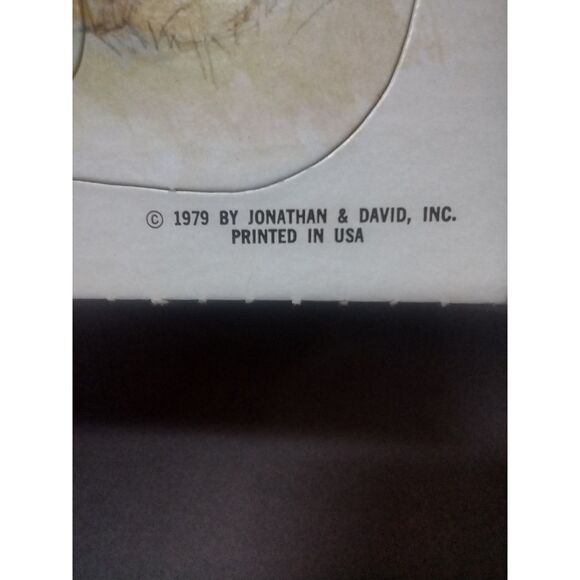 © 1979 BY JONATHAN & DAVID, INC.
PRINTED IN USA